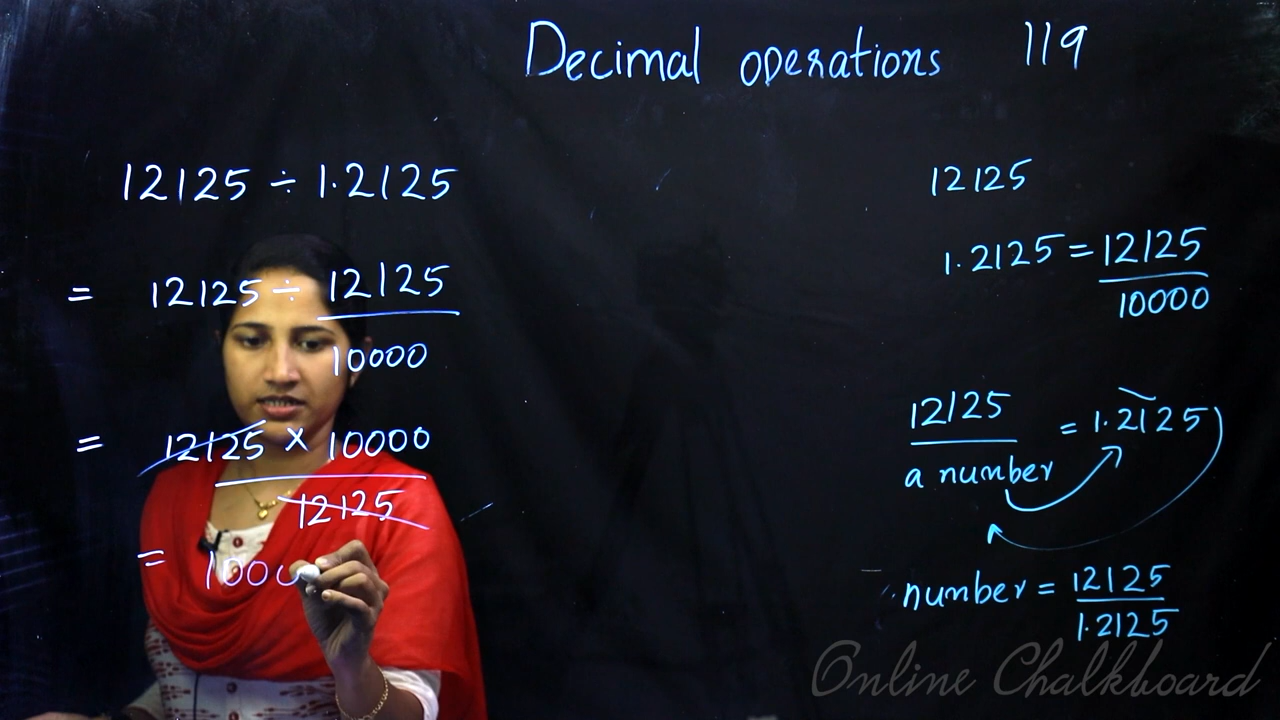 Decimal operations 119
12125 ÷ 1.2125
= 12125 ÷ 12125
10000
= 12125 × 10000
12125
= 1000
12125
1.2125 = 12125
10000
12125 = 1.2125
a number
number = 12125
1.2125
Online Chalkboard